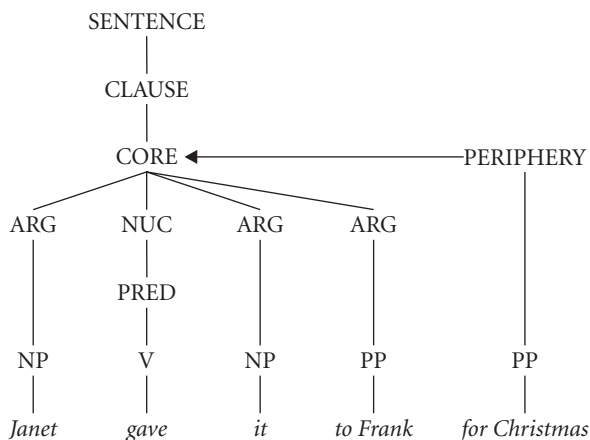 SENTENCE
CLAUSE
CORE PERIPHERY
ARG NUC ARG ARG
PRED
NP V NP PP PP
Janet gave it to Frank for Christmas